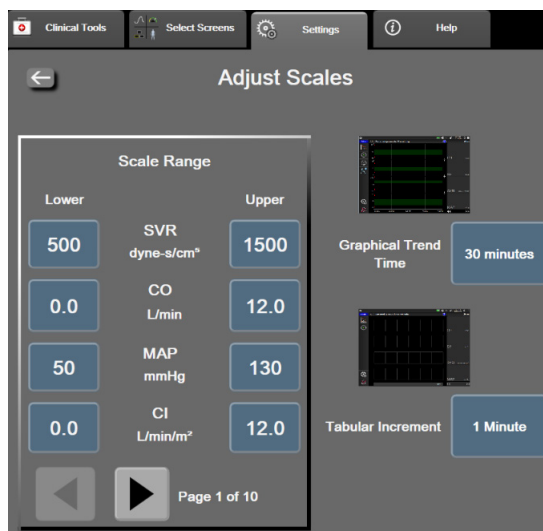 Clinical Tools
Select Screens
Settings
Help
Adjust Scales
Scale Range
Lower
Upper
500
SVR
dyne-s/cm⁵
1500
0.0
CO
L/min
12.0
50
MAP
mmHg
130
0.0
CI
L/min/m²
12.0
Page 1 of 10
Graphical Trend
Time
30 minutes
Tabular Increment
1 Minute